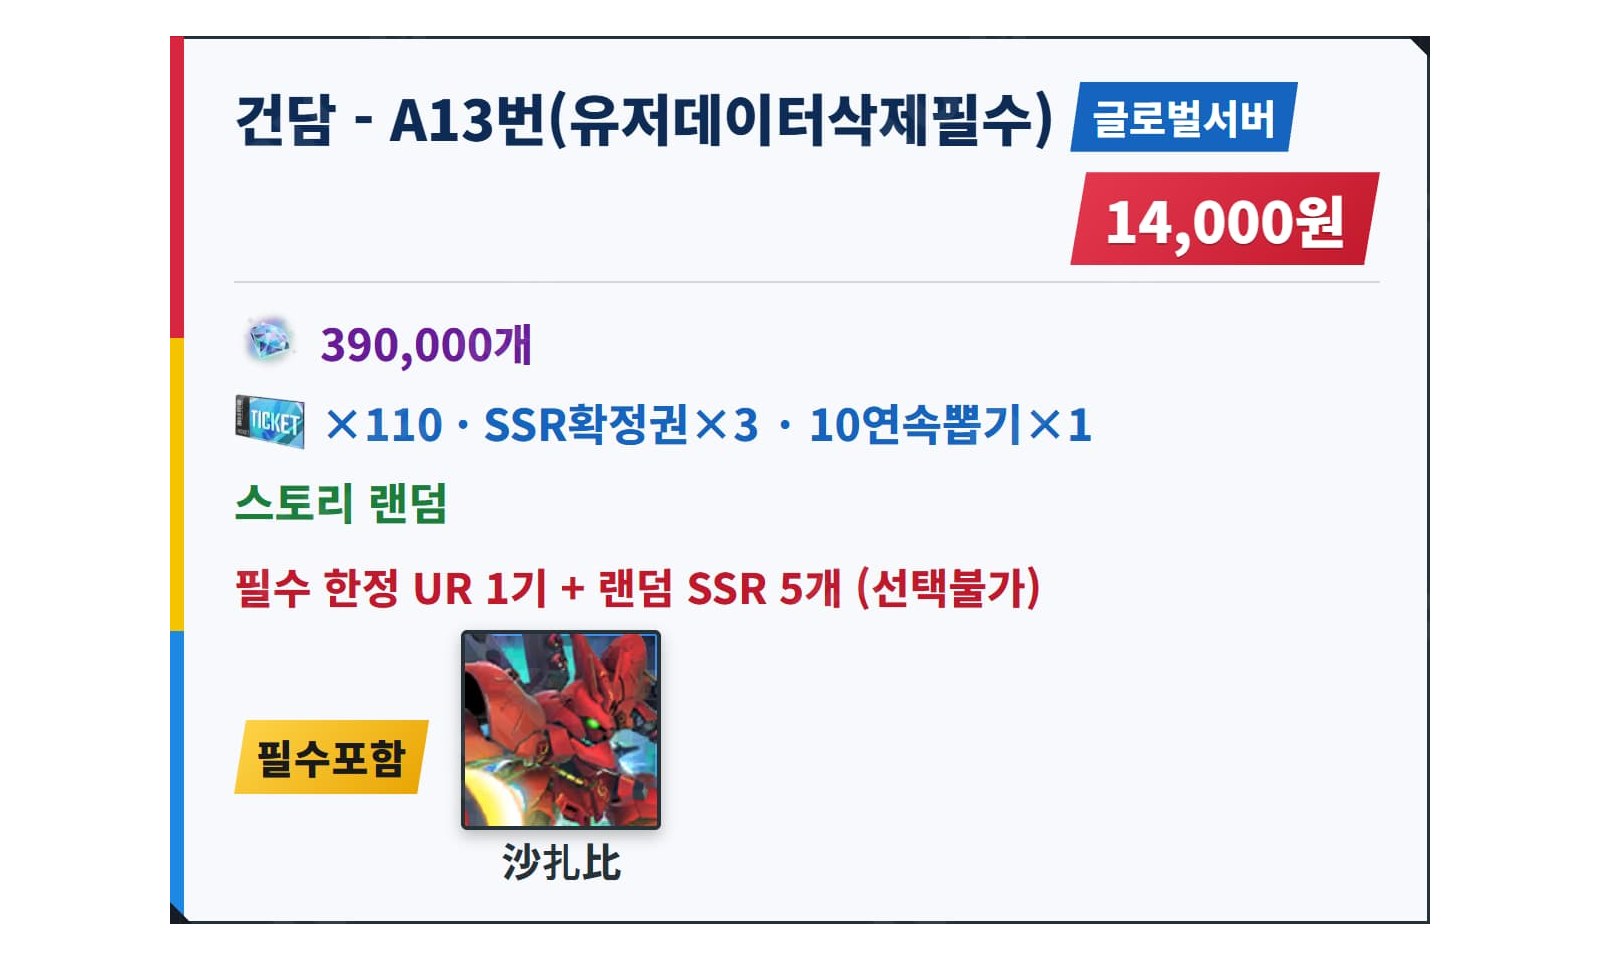 건담 - A13번(유저데이터삭제필수) 글로벌서버
14,000원
390,000개
TICKET ×110 · SSR확정권×3 · 10연속뽑기×1
스토리 랜덤
필수 한정 UR 1기 + 랜덤 SSR 5개 (선택불가)
필수포함
沙扎比